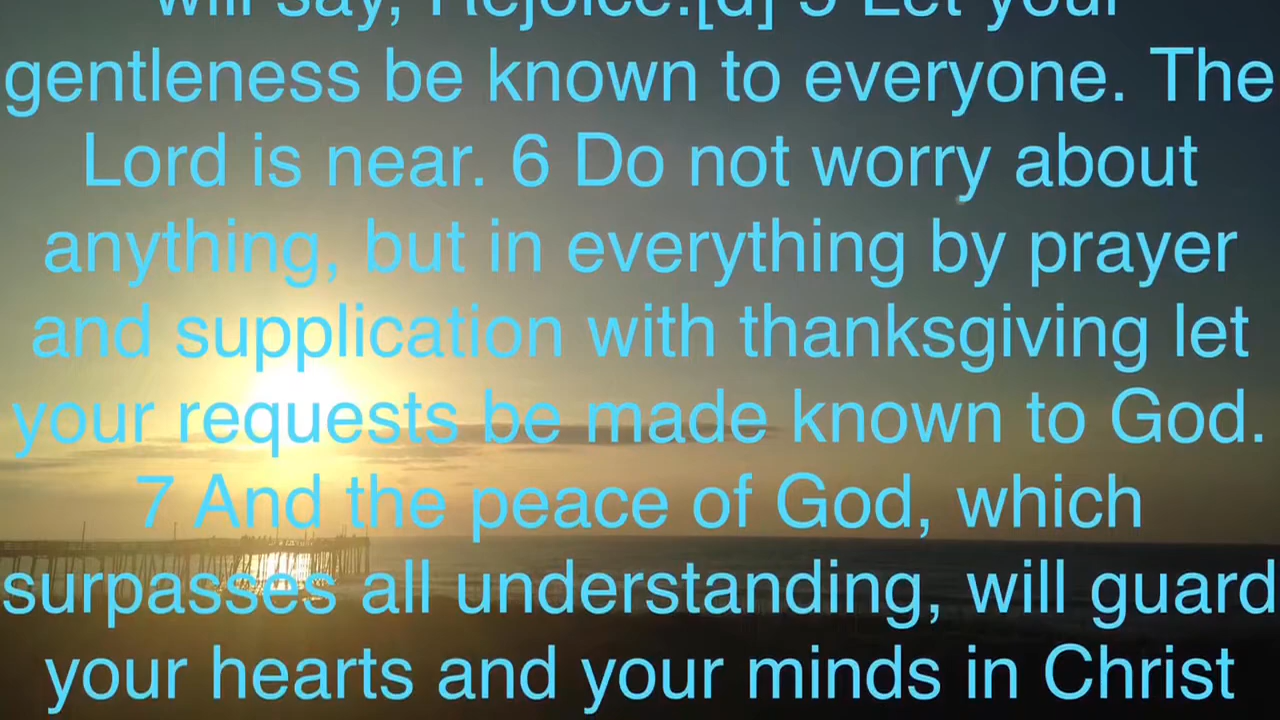 will say, Rejoice.[d] 5 Let your
gentleness be known to everyone. The
Lord is near. 6 Do not worry about
anything, but in everything by prayer
and supplication with thanksgiving let
your requests be made known to God.
7 And the peace of God, which
surpasses all understanding, will guard
your hearts and your minds in Christ